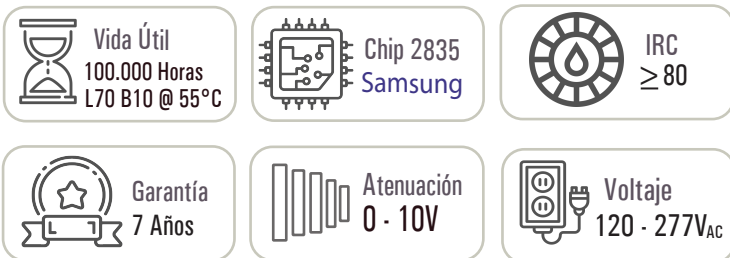 Vida Útil
100.000 Horas
L70 B10 @ 55°C
Chip 2835
Samsung
IRC
≥80
Garantía
7 Años
Atenuación
0 - 10V
Voltaje
120 - 277VAC